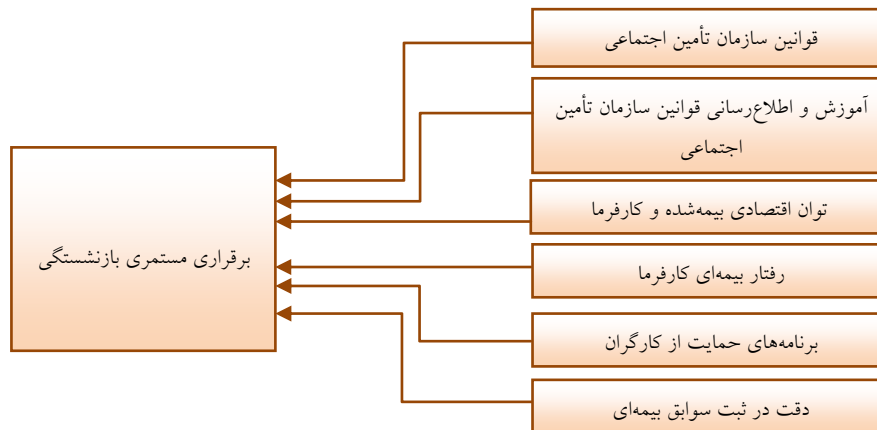 قوانین سازمان تأمین اجتماعی
آموزش و اطلاع‌رسانی قوانین سازمان تأمین
اجتماعی
توان اقتصادی بیمه‌شده و کارفرما
برقراری مستمری بازنشستگی
رفتار بیمه‌ای کارفرما
برنامه‌های حمایت از کارگران
دقت در ثبت سوابق بیمه‌ای